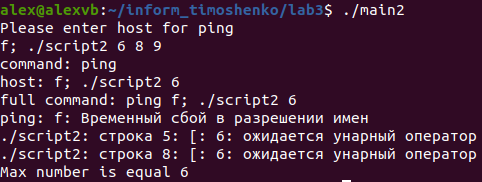 alex@alexvb:~/inform_timoshenko/lab3$ ./main2
Please enter host for ping
f; ./script2 6 8 9
command: ping
host: f; ./script2 6
full command: ping f; ./script2 6
ping: f: Временный сбой в разрешении имен
./script2: строка 5: [: 6: ожидается унарный оператор
./script2: строка 8: [: 6: ожидается унарный оператор
Max number is equal 6